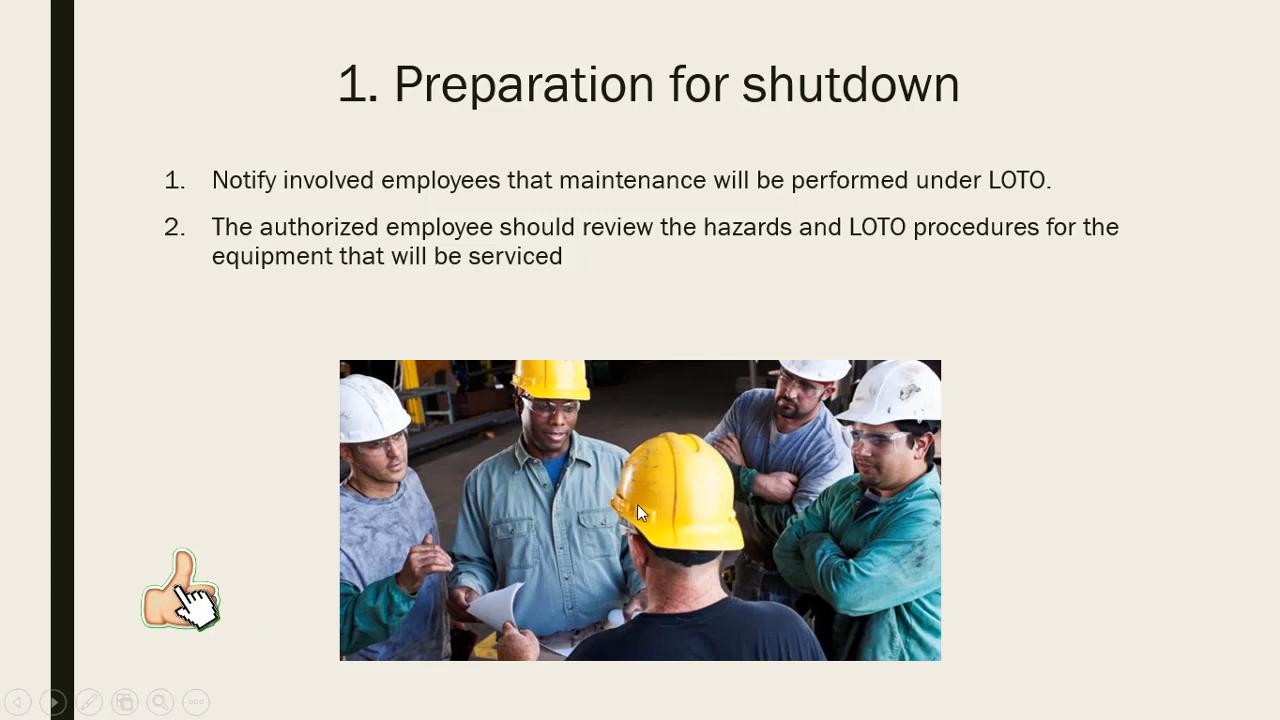 1. Preparation for shutdown
1. Notify involved employees that maintenance will be performed under LOTO.
2. The authorized employee should review the hazards and LOTO procedures for the
equipment that will be serviced